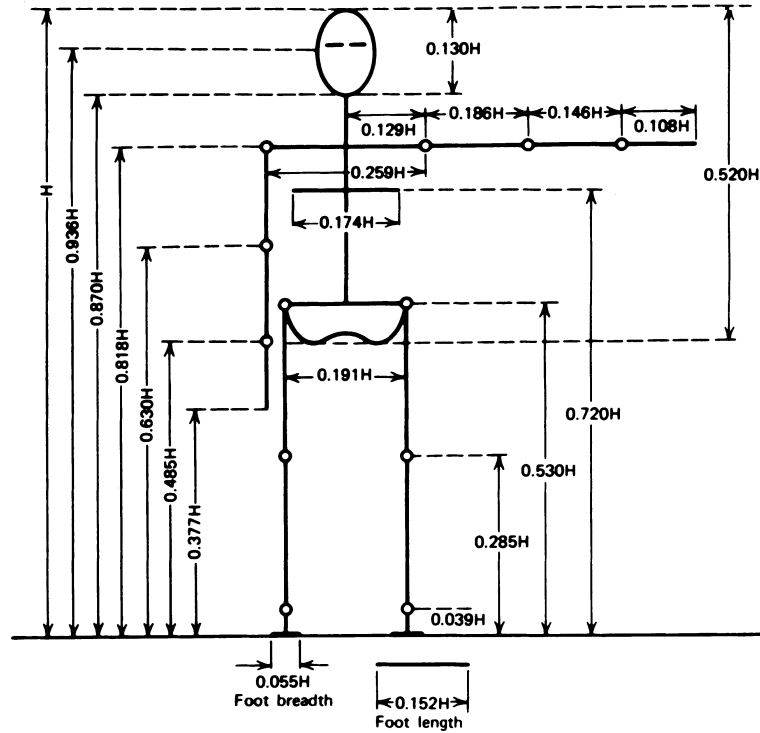 0.130H
0.186H
0.146H
0.129H
0.108H
0.259H
0.520H
H
0.936H
0.174H
0.870H
0.818H
0.191H
0.630H
0.720H
0.485H
0.530H
0.377H
0.285H
0.039H
0.055H
Foot breadth
0.152H
Foot length